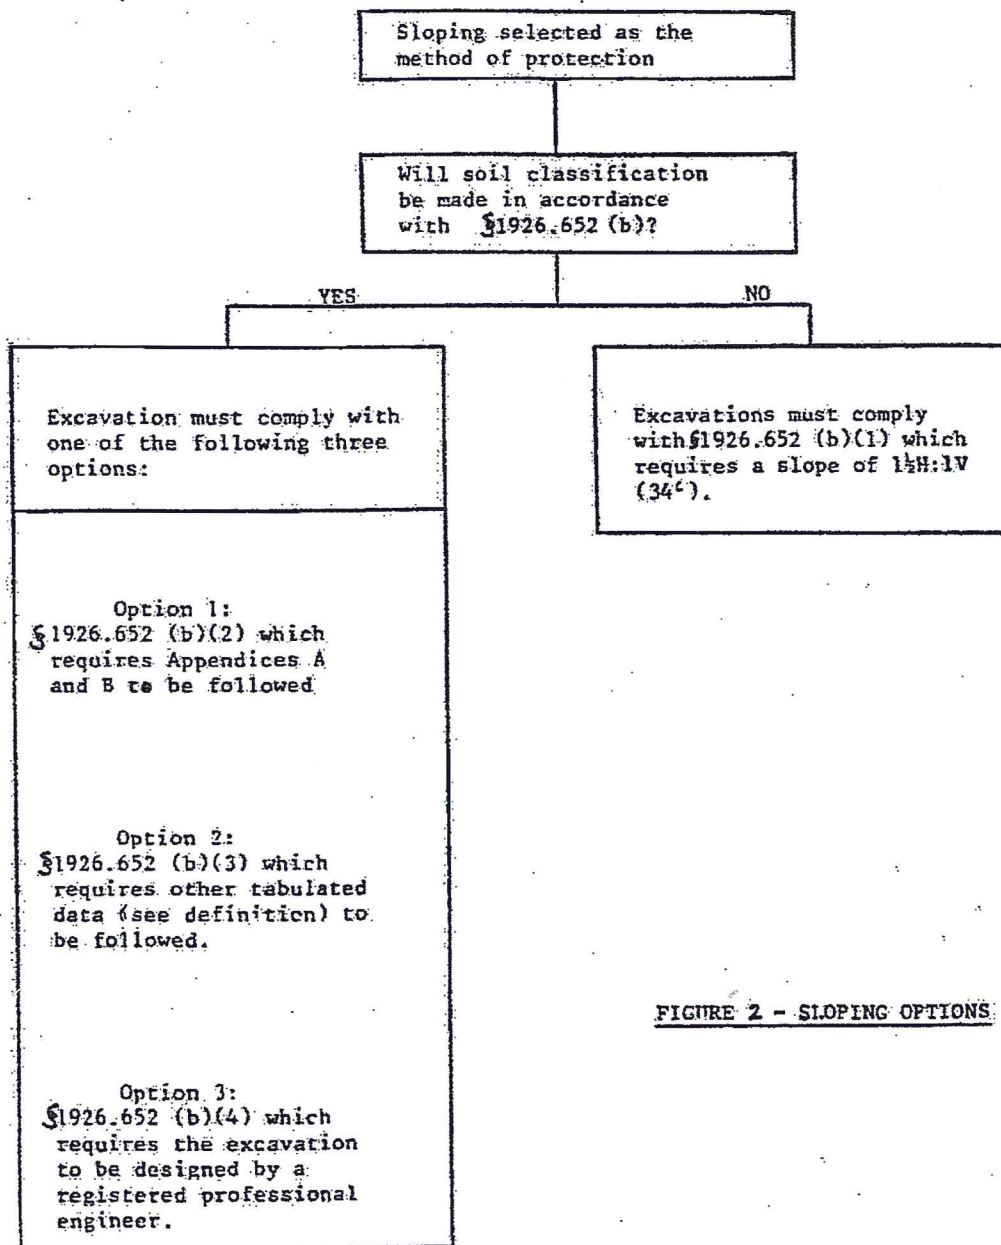 Sloping selected as the
method of protection
Will soil classification
be made in accordance
with §1926.652 (b)?
YES
NO
Excavation must comply with
one of the following three
options:
Excavations must comply
with §1926.652 (b)(1) which
requires a slope of 1½H:1V
(34°).
Option 1:
§1926.652 (b)(2) which
requires Appendices A
and B to be followed
Option 2:
§1926.652 (b)(3) which
requires other tabulated
data (see definition) to
be followed.
Option 3:
§1926.652 (b)(4) which
requires the excavation
to be designed by a
registered professional
engineer.
FIGURE 2 - SLOPING OPTIONS